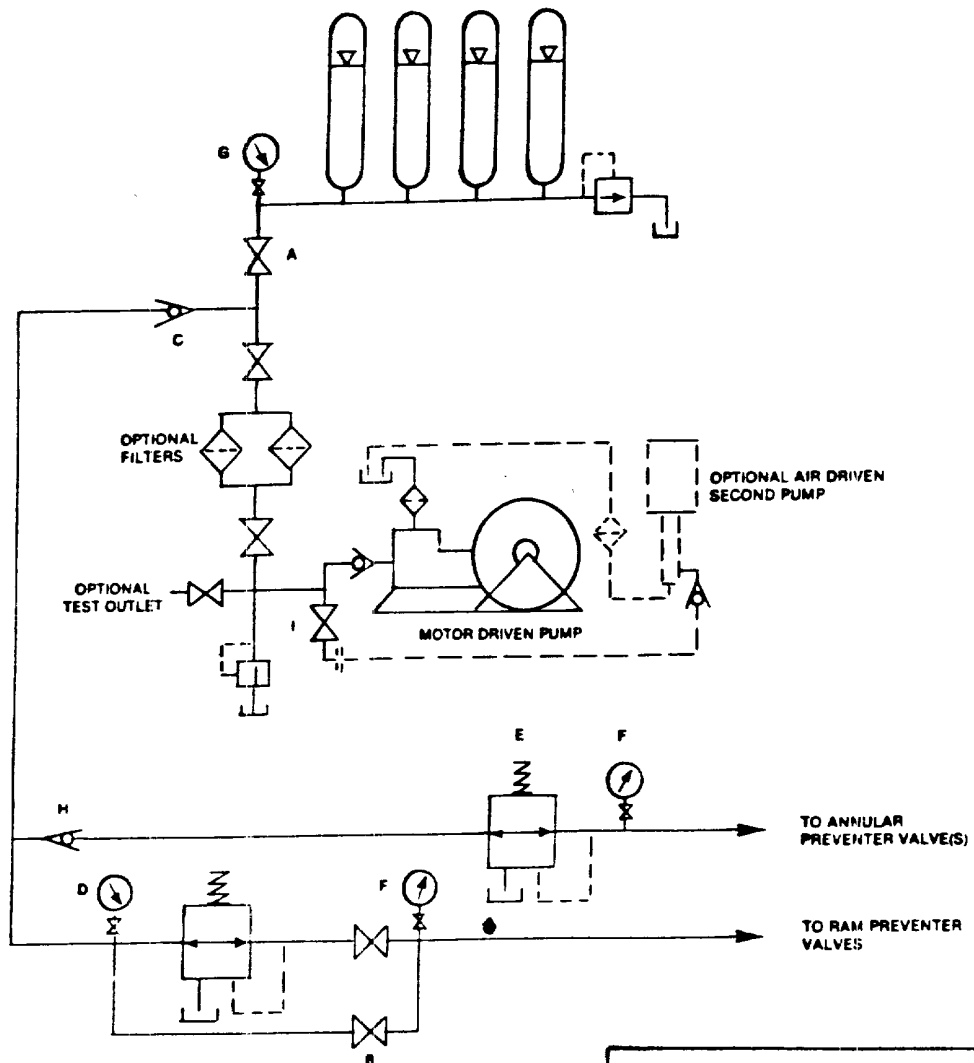 G
A
C
OPTIONAL
FILTERS
OPTIONAL AIR DRIVEN
SECOND PUMP
OPTIONAL
TEST OUTLET
I
MOTOR DRIVEN PUMP
E
F
H
TO ANNULAR
PREVENTER VALVE(S)
D
F
TO RAM PREVENTER
VALVES